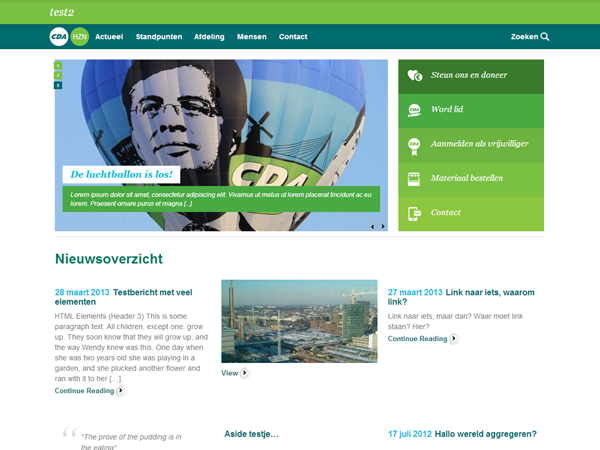 test2
CDA HZN Actueel Standpunten Afdeling Mensen Contact Zoeken
1
2
3
CDA
De luchtballon is los!
Lorem ipsum dolor sit amet, consectetur adipiscing elit. Vivamus ut metus ut lorem placerat tincidunt ac eu
lorem. Praesent ornare purus et magna [...]
Steun ons en doneer
Word lid
Aanmelden als vrijwilliger
Materiaal bestellen
Contact
Nieuwsoverzicht
28 maart 2013 Testbericht met veel
elementen
HTML Elements (Header 3) This is some
paragraph text. All children, except one, grow
up. They soon know that they will grow up, and
the way Wendy knew was this. One day when
she was two years old she was playing in a
garden, and she plucked another flower and
ran with it to her […]
Continue Reading
View
27 maart 2013 Link naar iets, waarom
link?
Link naar iets, maar dan? Waar moet link
staan? Hier?
Continue Reading
"The prove of the pudding is in
the eating"
Aside testje…
17 juli 2012 Hallo wereld aggregeren?